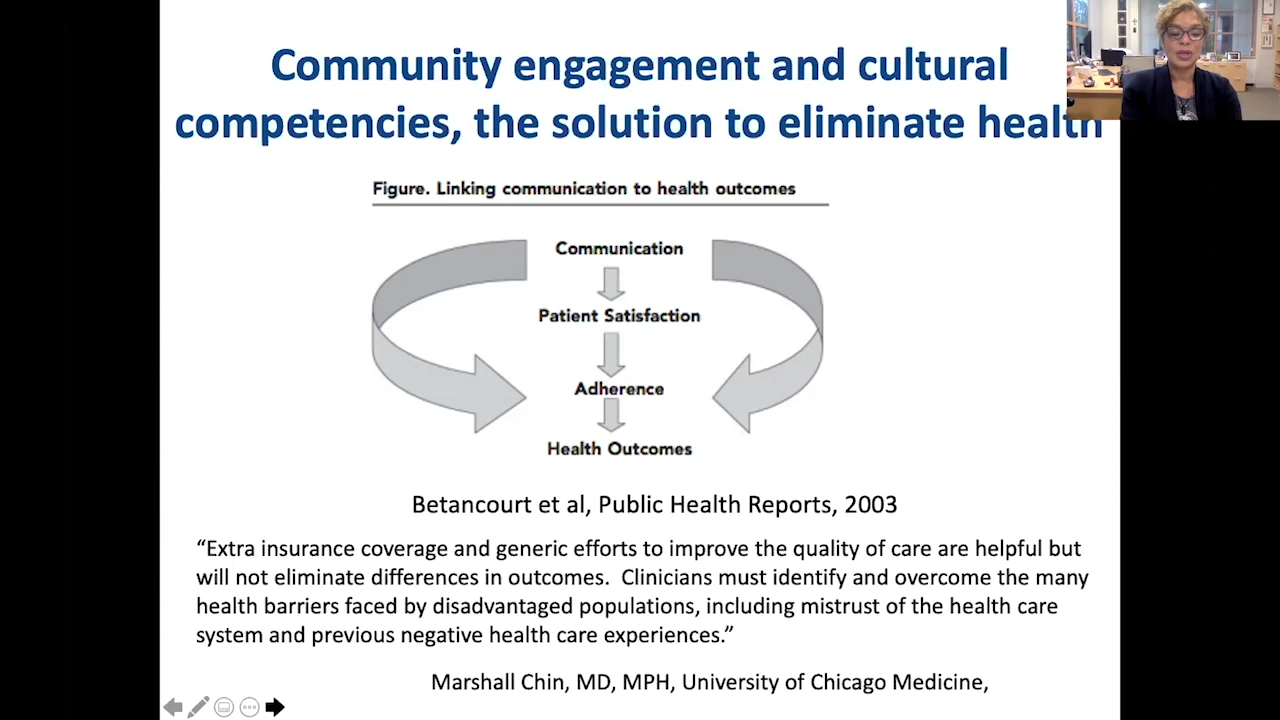 Community engagement and cultural
competencies, the solution to eliminate health
Figure. Linking communication to health outcomes
Communication
Patient Satisfaction
Adherence
Health Outcomes
Betancourt et al, Public Health Reports, 2003
“Extra insurance coverage and generic efforts to improve the quality of care are helpful but
will not eliminate differences in outcomes.  Clinicians must identify and overcome the many
health barriers faced by disadvantaged populations, including mistrust of the health care
system and previous negative health care experiences.”
Marshall Chin, MD, MPH, University of Chicago Medicine,